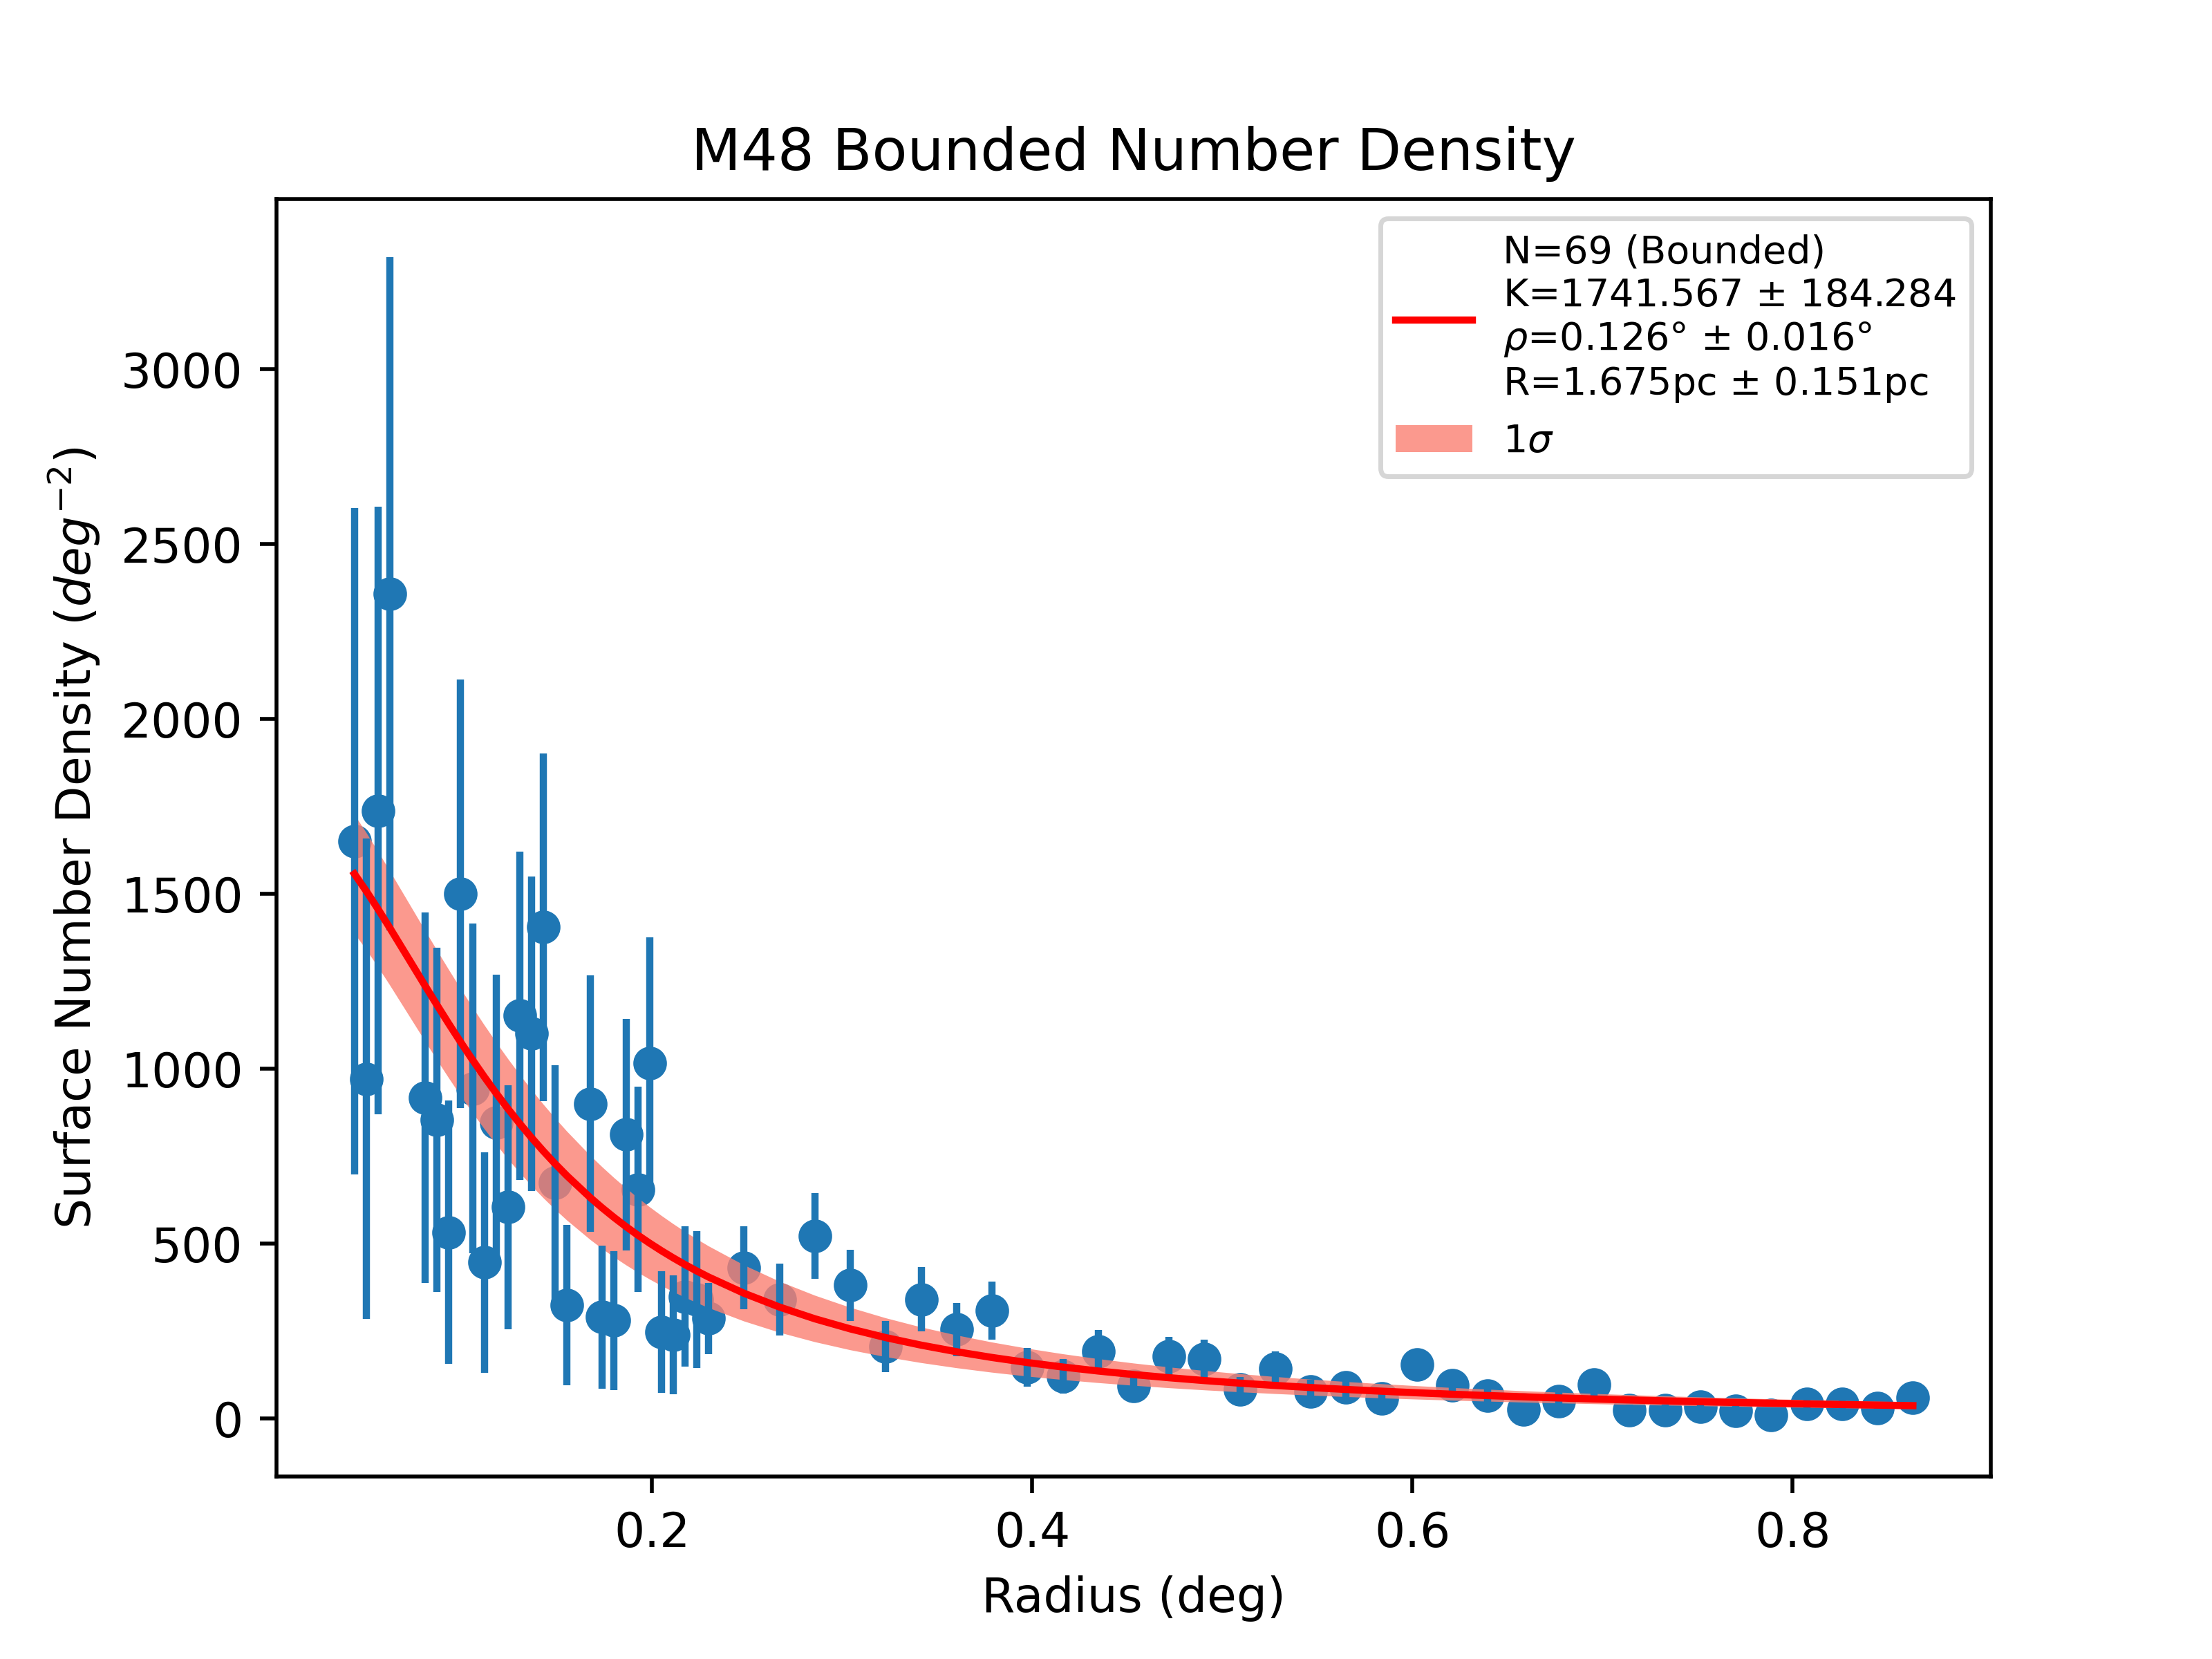 M48 Bounded Number Density
N=69 (Bounded)
K=1741.567 ± 184.284
ρ=0.126° ± 0.016°
R=1.675pc ± 0.151pc
1σ
Surface Number Density (deg⁻²)
3000
2500
2000
1500
1000
500
0
0.2 0.4 0.6 0.8
Radius (deg)